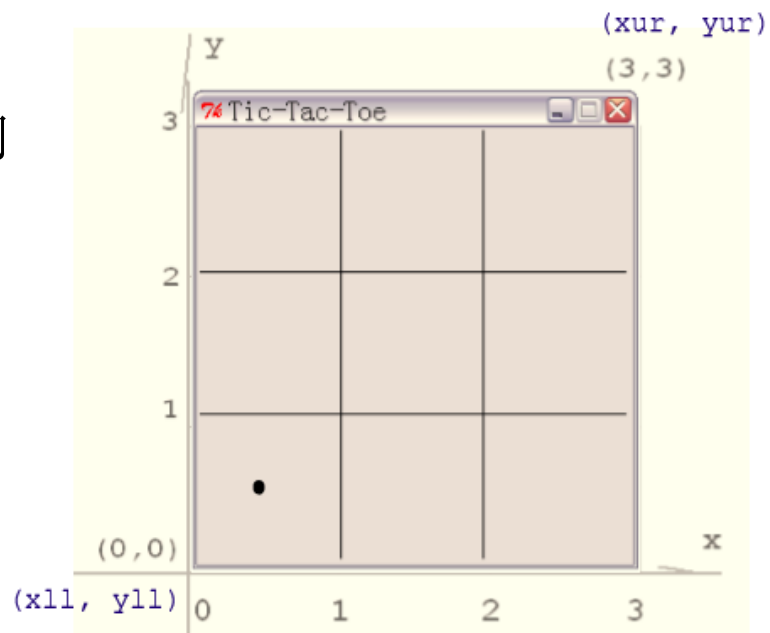 (xur, yur)
y
(3,3)
3
Tic-Tac-Toe
2
1
(0,0)
x
(xll, yll)
0 1 2 3